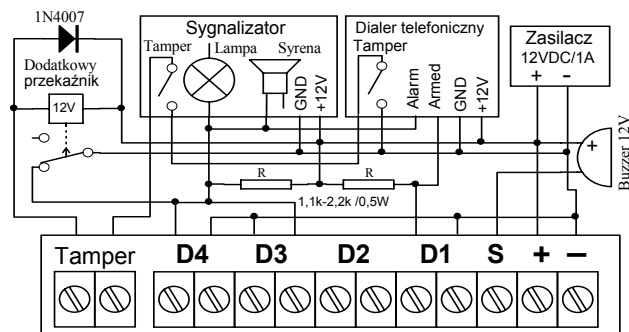 1N4007
Dodatkowy
przekaźnik
12V
Sygnalizator
Tamper
Lampa
Syrena
GND
+12V
Dialer telefoniczny
Tamper
Alarm
Armed
GND
+12V
Zasilacz
12VDC/1A
+ −
+
Buzzer 12V
R
R
1,1k-2,2k /0,5W
Tamper D4 D3 D2 D1 S + −